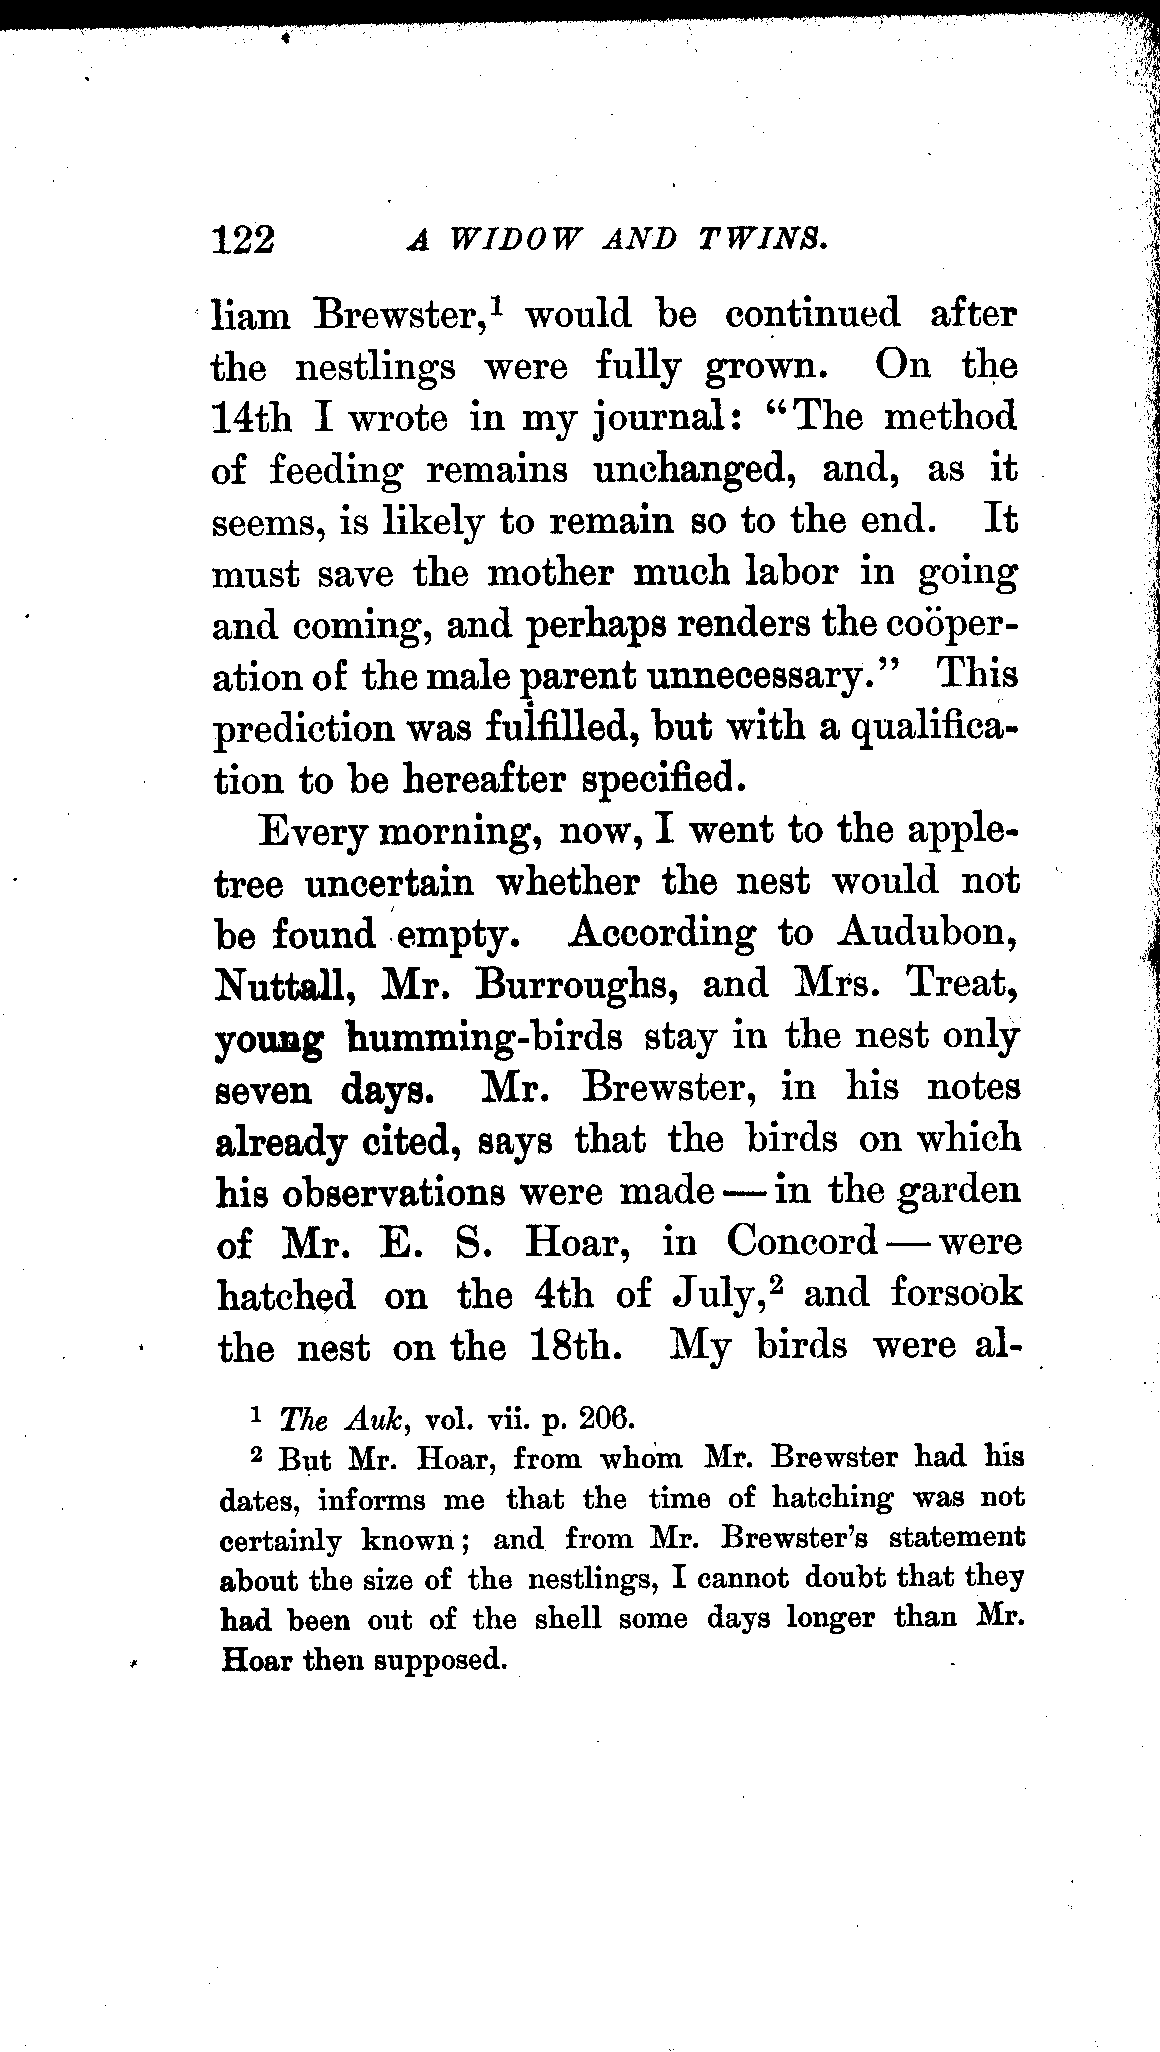 122 A WIDOW AND TWINS.
liam Brewster,¹ would be continued after
the nestlings were fully grown. On the
14th I wrote in my journal: "The method
of feeding remains unchanged, and, as it
seems, is likely to remain so to the end. It
must save the mother much labor in going
and coming, and perhaps renders the coöper-
ation of the male parent unnecessary." This
prediction was fulfilled, but with a qualifica-
tion to be hereafter specified.
Every morning, now, I went to the apple-
tree uncertain whether the nest would not
be found empty. According to Audubon,
Nuttall, Mr. Burroughs, and Mrs. Treat,
young humming-birds stay in the nest only
seven days. Mr. Brewster, in his notes
already cited, says that the birds on which
his observations were made — in the garden
of Mr. E. S. Hoar, in Concord — were
hatched on the 4th of July,² and forsook
the nest on the 18th. My birds were al-
¹ The Auk, vol. vii. p. 206.
² But Mr. Hoar, from whom Mr. Brewster had his
dates, informs me that the time of hatching was not
certainly known; and from Mr. Brewster's statement
about the size of the nestlings, I cannot doubt that they
had been out of the shell some days longer than Mr.
Hoar then supposed.